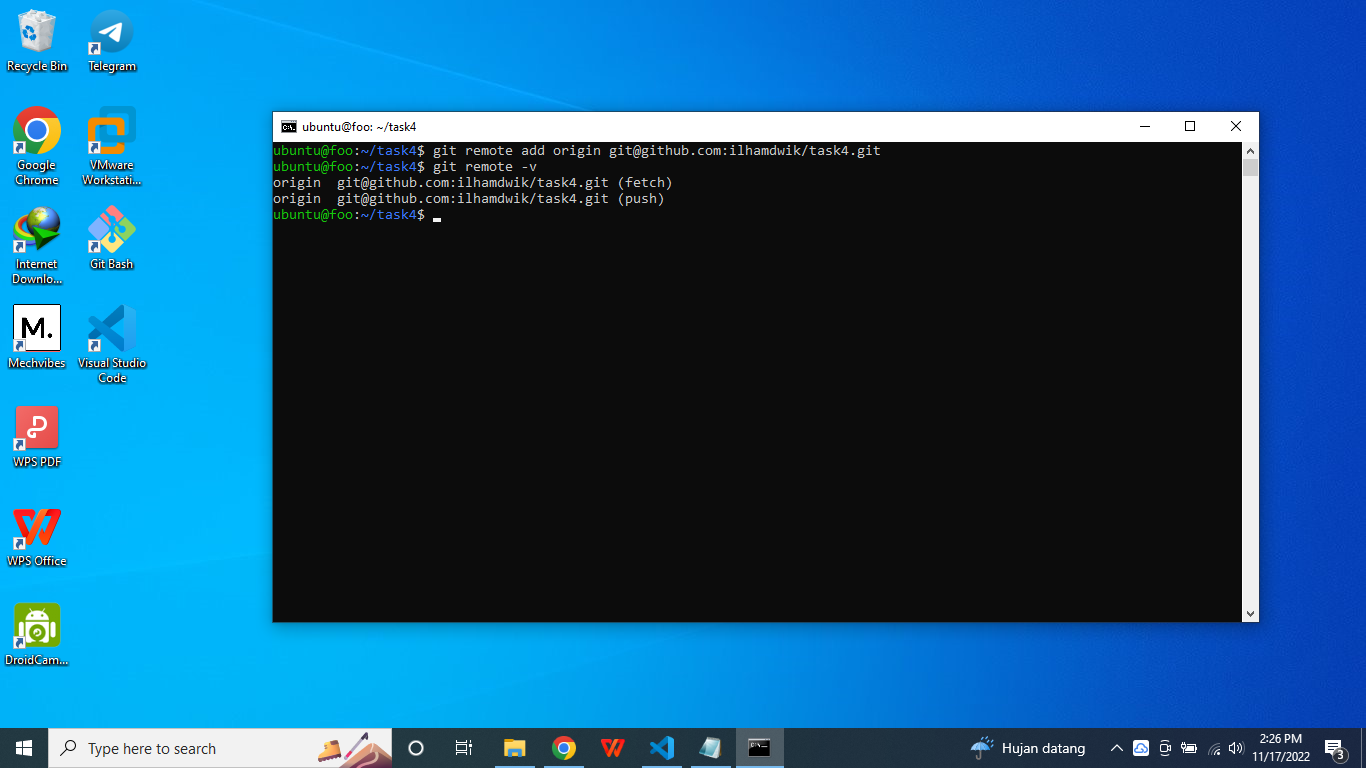 Recycle Bin
Telegram
Google
Chrome
VMware
Workstati...
Internet
Downlo...
Git Bash
M.
Mechvibes
Visual Studio
Code
WPS PDF
WPS Office
DroidCam...
C:\.
ubuntu@foo: ~/task4
ubuntu@foo:~/task4$ git remote add origin git@github.com:ilhamdwik/task4.git
ubuntu@foo:~/task4$ git remote -v
origin  git@github.com:ilhamdwik/task4.git (fetch)
origin  git@github.com:ilhamdwik/task4.git (push)
ubuntu@foo:~/task4$
Type here to search
Hujan datang
2:26 PM
11/17/2022
3